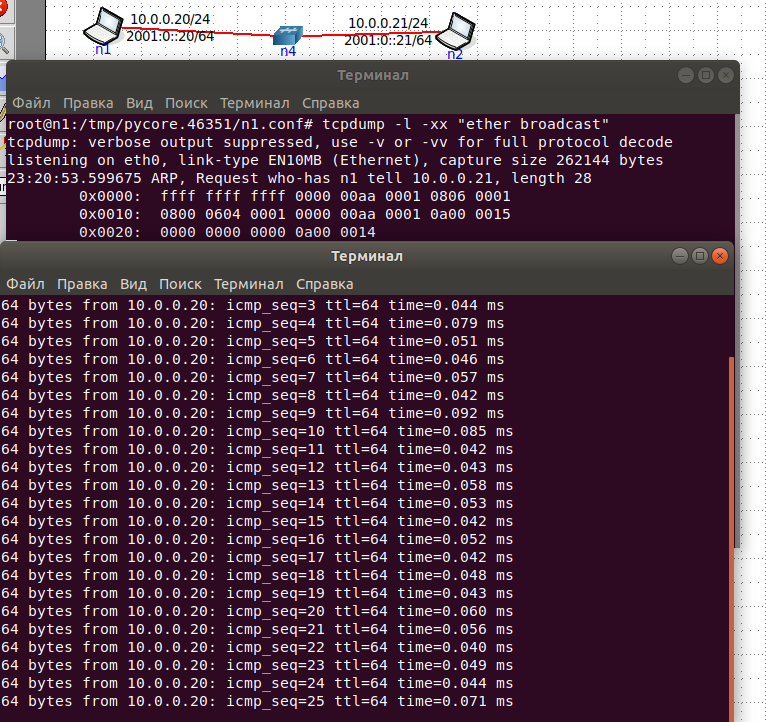 10.0.0.20/24
2001:0::20/64
n1
n4
10.0.0.21/24
2001:0::21/64
n2
Терминал
Файл Правка Вид Поиск Терминал Справка
root@n1:/tmp/pycore.46351/n1.conf# tcpdump -l -xx "ether broadcast"
tcpdump: verbose output suppressed, use -v or -vv for full protocol decode
listening on eth0, link-type EN10MB (Ethernet), capture size 262144 bytes
23:20:53.599675 ARP, Request who-has n1 tell 10.0.0.21, length 28
0x0000: ffff ffff ffff 0000 00aa 0001 0806 0001
0x0010: 0800 0604 0001 0000 00aa 0001 0a00 0015
0x0020: 0000 0000 0000 0a00 0014
Терминал
Файл Правка Вид Поиск Терминал Справка
64 bytes from 10.0.0.20: icmp_seq=3 ttl=64 time=0.044 ms
64 bytes from 10.0.0.20: icmp_seq=4 ttl=64 time=0.079 ms
64 bytes from 10.0.0.20: icmp_seq=5 ttl=64 time=0.051 ms
64 bytes from 10.0.0.20: icmp_seq=6 ttl=64 time=0.046 ms
64 bytes from 10.0.0.20: icmp_seq=7 ttl=64 time=0.057 ms
64 bytes from 10.0.0.20: icmp_seq=8 ttl=64 time=0.042 ms
64 bytes from 10.0.0.20: icmp_seq=9 ttl=64 time=0.092 ms
64 bytes from 10.0.0.20: icmp_seq=10 ttl=64 time=0.085 ms
64 bytes from 10.0.0.20: icmp_seq=11 ttl=64 time=0.042 ms
64 bytes from 10.0.0.20: icmp_seq=12 ttl=64 time=0.043 ms
64 bytes from 10.0.0.20: icmp_seq=13 ttl=64 time=0.058 ms
64 bytes from 10.0.0.20: icmp_seq=14 ttl=64 time=0.053 ms
64 bytes from 10.0.0.20: icmp_seq=15 ttl=64 time=0.042 ms
64 bytes from 10.0.0.20: icmp_seq=16 ttl=64 time=0.052 ms
64 bytes from 10.0.0.20: icmp_seq=17 ttl=64 time=0.042 ms
64 bytes from 10.0.0.20: icmp_seq=18 ttl=64 time=0.048 ms
64 bytes from 10.0.0.20: icmp_seq=19 ttl=64 time=0.043 ms
64 bytes from 10.0.0.20: icmp_seq=20 ttl=64 time=0.060 ms
64 bytes from 10.0.0.20: icmp_seq=21 ttl=64 time=0.056 ms
64 bytes from 10.0.0.20: icmp_seq=22 ttl=64 time=0.040 ms
64 bytes from 10.0.0.20: icmp_seq=23 ttl=64 time=0.049 ms
64 bytes from 10.0.0.20: icmp_seq=24 ttl=64 time=0.044 ms
64 bytes from 10.0.0.20: icmp_seq=25 ttl=64 time=0.071 ms